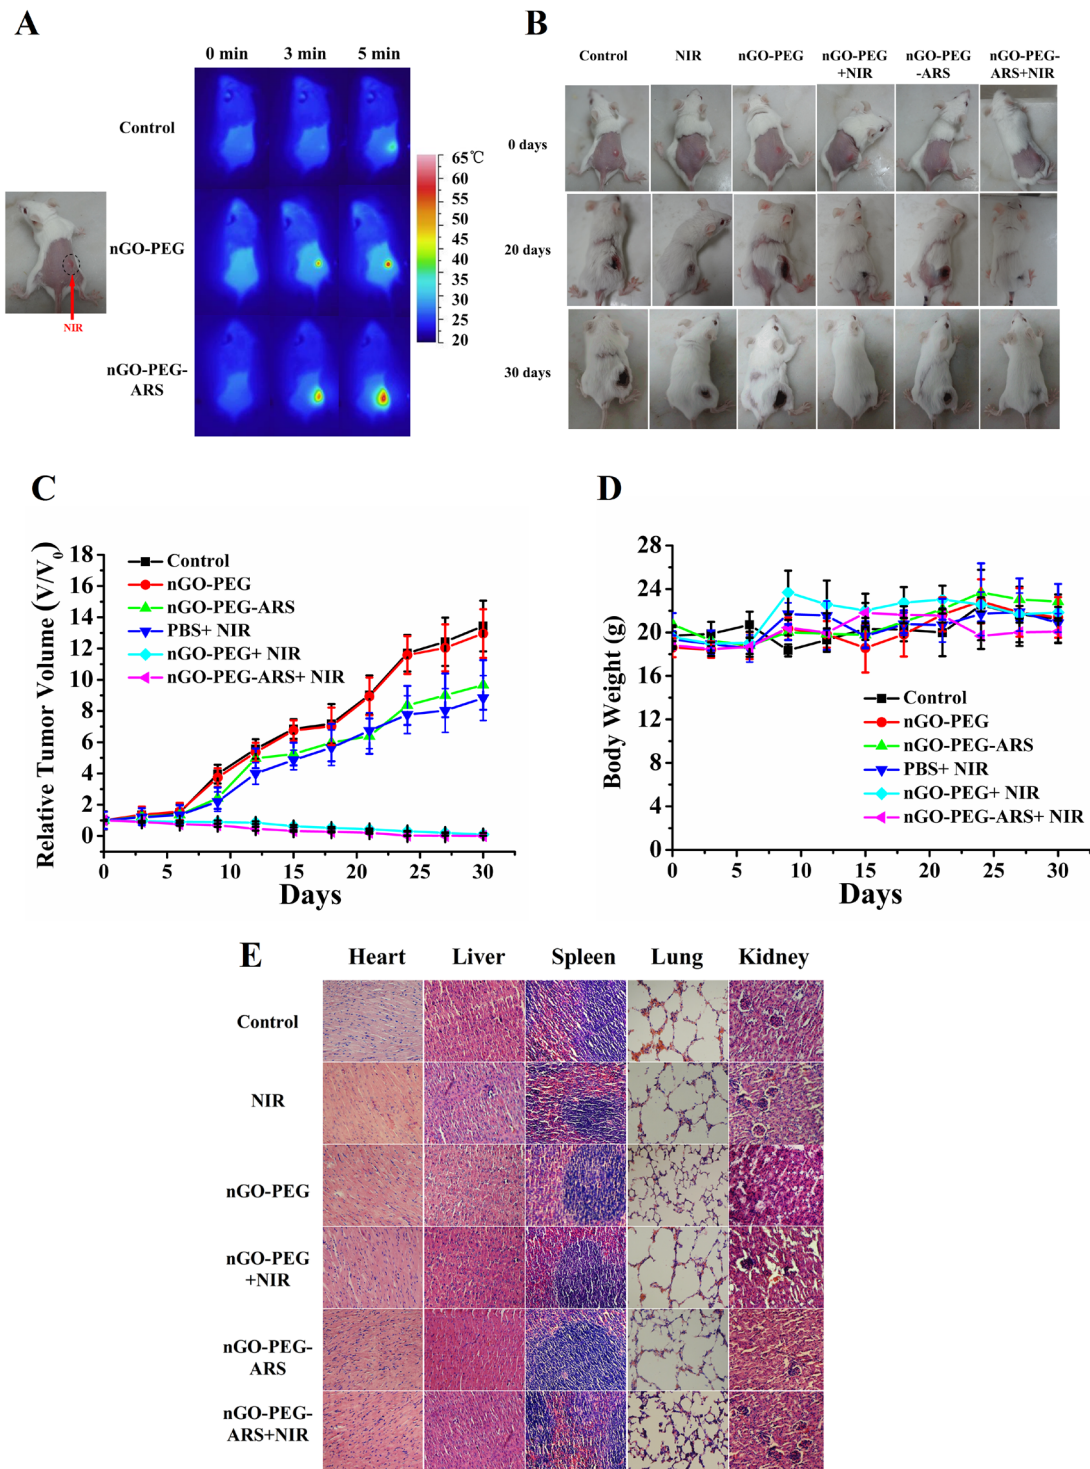 A
0 min 3 min 5 min
Control
nGO-PEG
nGO-PEG-
ARS
NIR
65℃
60
50
45
40
35
30
25
20
B
Control NIR nGO-PEG nGO-PEG
+NIR nGO-PEG
-ARS nGO-PEG-
ARS+NIR
0 days
20 days
30 days
C
Relative Tumor Volume (V/V0)
18
16
14
12
10
8
6
4
2
1
0
Control
nGO-PEG
nGO-PEG-ARS
PBS+ NIR
nGO-PEG+ NIR
nGO-PEG-ARS+ NIR
0 5 10 15 20 25 30
Days
D
Body Weight (g)
28
24
20
16
12
8
4
0
Control
nGO-PEG
nGO-PEG-ARS
PBS+ NIR
nGO-PEG+ NIR
nGO-PEG-ARS+ NIR
0 5 10 15 20 25 30
Days
E
Heart Liver Spleen Lung Kidney
Control
NIR
nGO-PEG
nGO-PEG
+NIR
nGO-PEG-
ARS
nGO-PEG-
ARS+NIR